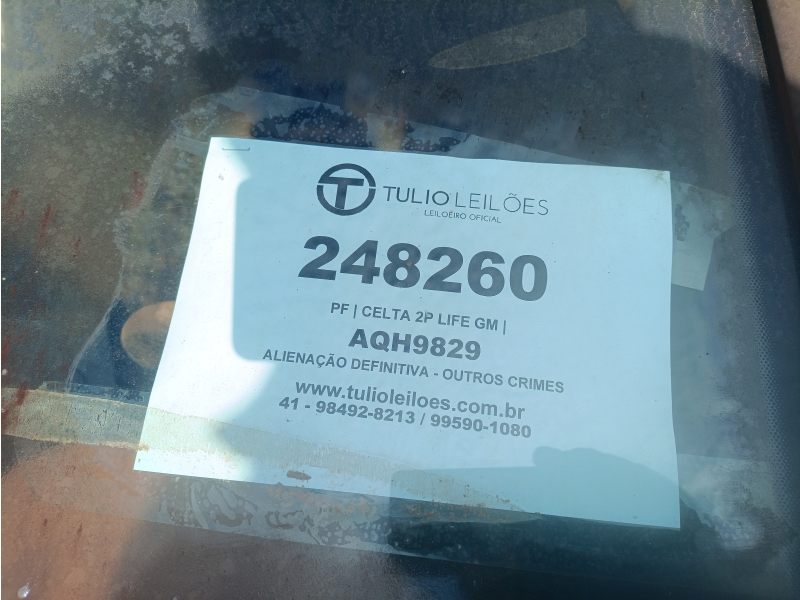 TULIO LEILÕES
LEILOEIRO OFICIAL
248260
PF | CELTA 2P LIFE GM |
AQH9829
ALIENAÇÃO DEFINITIVA - OUTROS CRIMES
www.tulioleiloes.com.br
41 - 98492-8213 / 99590-1080